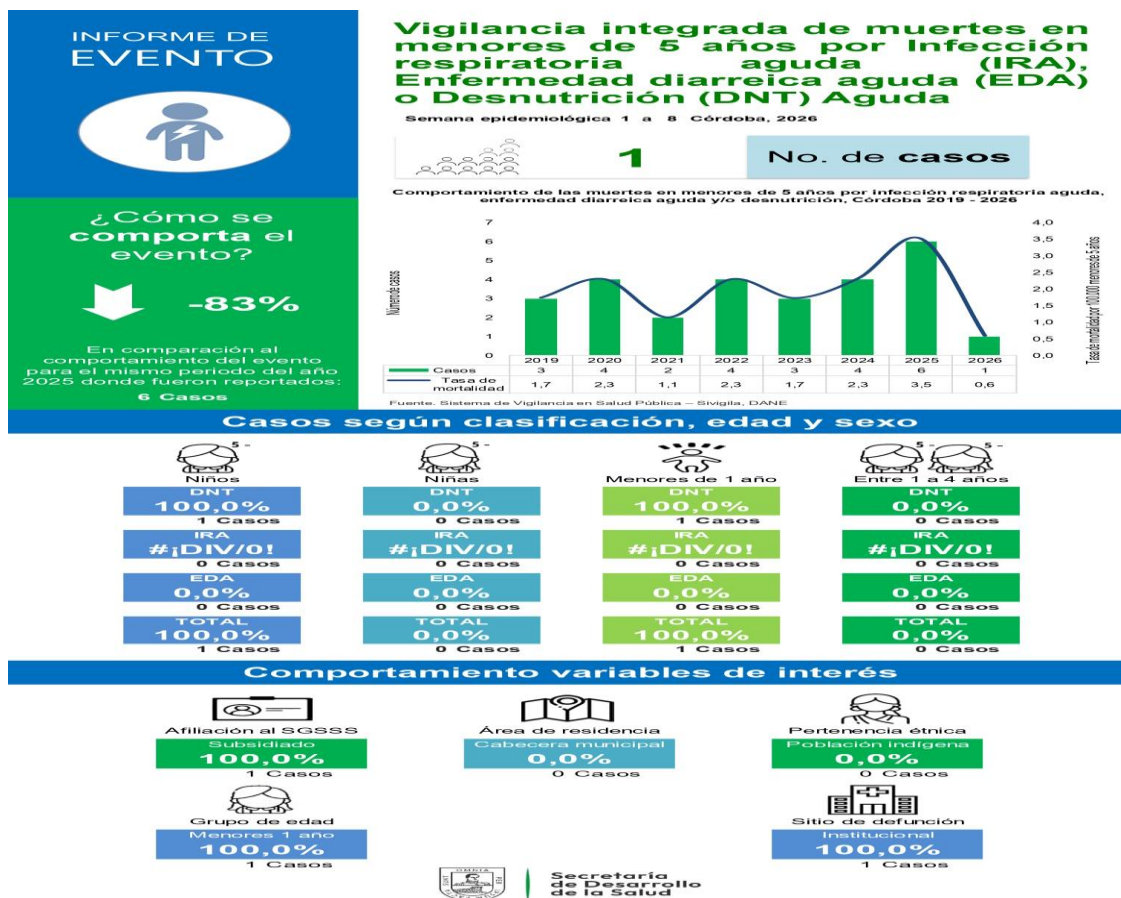 INFORME DE
EVENTO
¿Cómo se
comporta el
evento?
-83%
En comparación al
comportamiento del evento
para el mismo periodo del año
2025 donde fueron reportados:
6 Casos
Vigilancia integrada de muertes en
menores de 5 años por Infección
respiratoria aguda (IRA),
Enfermedad diarreica aguda (EDA)
o Desnutrición (DNT) Aguda
Semana epidemiológica 1 a 8 Córdoba, 2026
1 No. de casos
Comportamiento de las muertes en menores de 5 años por infección respiratoria aguda,
enfermedad diarreica aguda y/o desnutrición, Córdoba 2019 - 2026
Número de casos
7
6
5
4
3
2
1
0
4,0
3,5
3,0
2,5
2,0
1,5
1,0
0,5
0,0
Tasa de mortalidad por 100.000 menores de 5 años
2019 2020 2021 2022 2023 2024 2025 2026
Casos 3 4 2 4 3 4 6 1
Tasa de
mortalidad 1,7 2,3 1,1 2,3 1,7 2,3 3,5 0,6
Fuente. Sistema de Vigilancia en Salud Pública – Sivigila, DANE
Casos según clasificación, edad y sexo
5 - 5 - 5 - 5 -
Niños Niñas Menores de 1 año Entre 1 a 4 años
DNT DNT DNT DNT
100,0% 0,0% 100,0% 0,0%
1 Casos 0 Casos 1 Casos 0 Casos
IRA IRA IRA IRA
#¡DIV/0! #¡DIV/0! #¡DIV/0! #¡DIV/0!
0 Casos 0 Casos 0 Casos 0 Casos
EDA EDA EDA EDA
0,0% 0,0% 0,0% 0,0%
0 Casos 0 Casos 0 Casos 0 Casos
TOTAL TOTAL TOTAL TOTAL
100,0% 0,0% 100,0% 0,0%
1 Casos 0 Casos 1 Casos 0 Casos
Comportamiento variables de interés
Afiliación al SGSSS Área de residencia Pertenencia étnica
Subsidiado Cabecera municipal Población indígena
100,0% 0,0% 0,0%
1 Casos 0 Casos 0 Casos
Grupo de edad Sitio de defunción
Menores 1 año Institucional
100,0% 100,0%
1 Casos 1 Casos
OMNIA
Secretaría
de Desarrollo
de la Salud